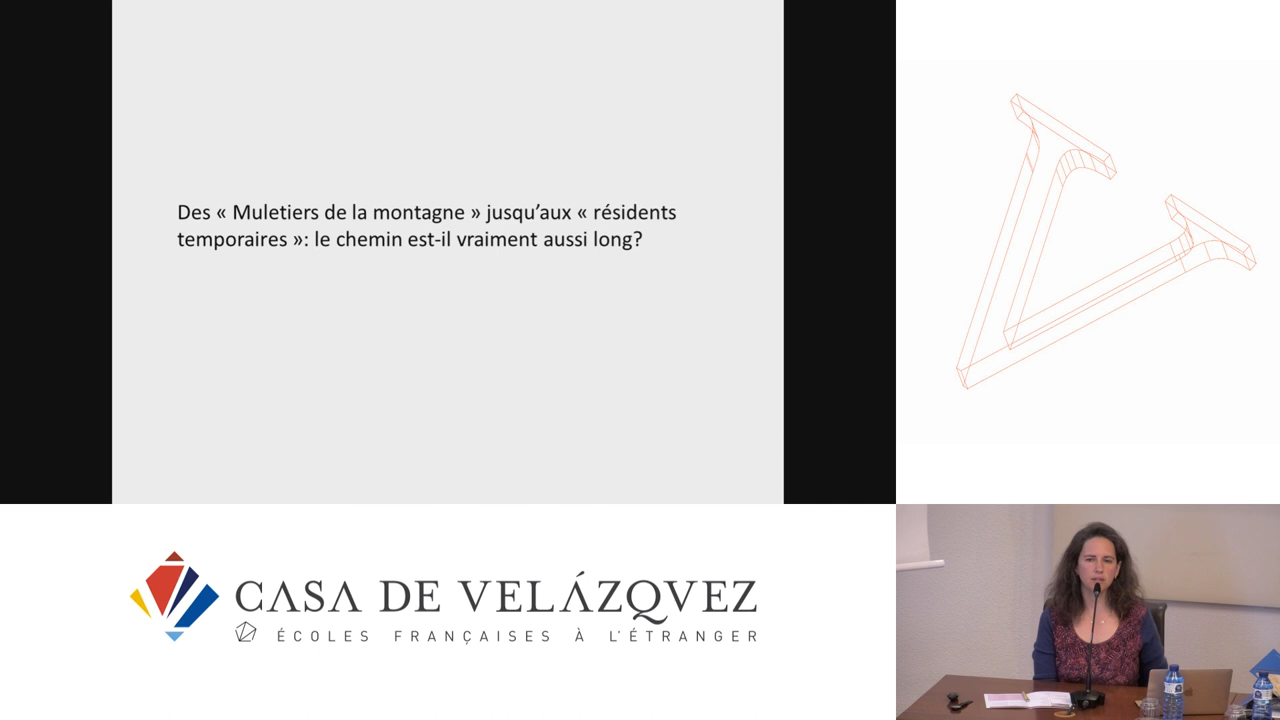 Des « Muletiers de la montagne » jusqu’aux « résidents
temporaires »: le chemin est-il vraiment aussi long?
CASA DE VELÁZQVEZ
ÉCOLES FRANÇAISES À L'ÉTRANGER